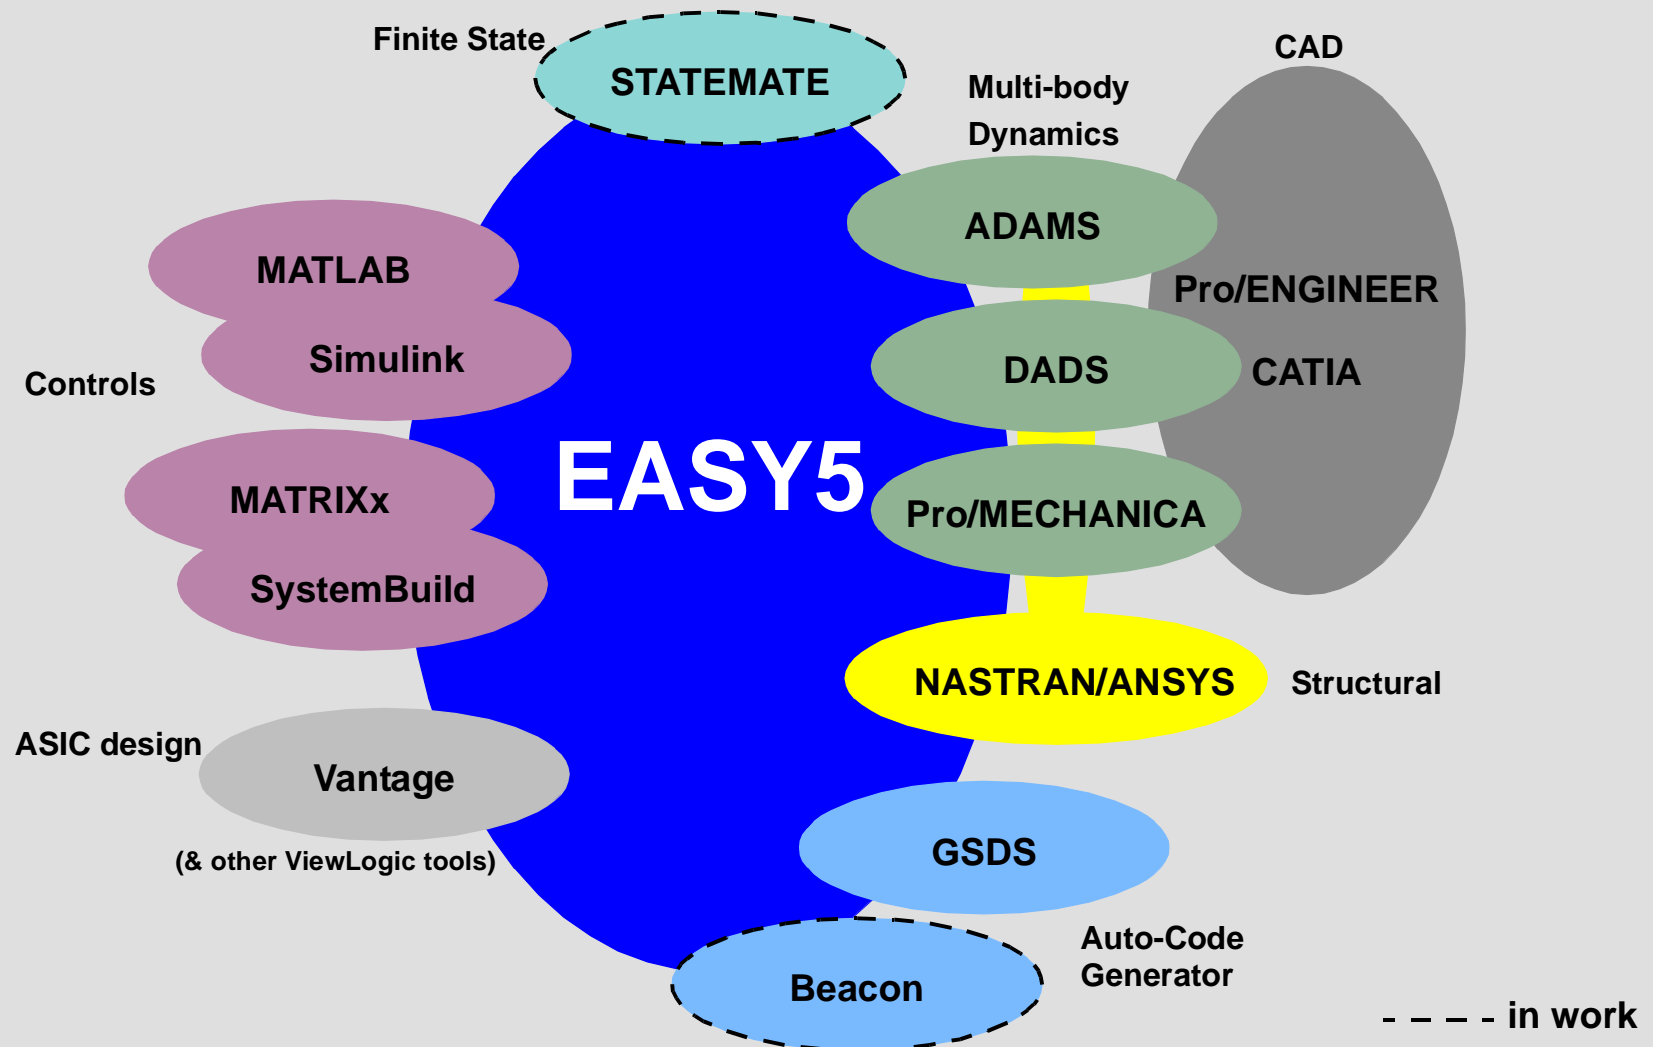 Finite State
STATEMATE
CAD
Multi-body
Dynamics
ADAMS
MATLAB
Pro/ENGINEER
Simulink
DADS
CATIA
Controls
EASY5
MATRIXx
Pro/MECHANICA
SystemBuild
NASTRAN/ANSYS
Structural
ASIC design
Vantage
(& other ViewLogic tools)
GSDS
Auto-Code
Generator
Beacon
in work